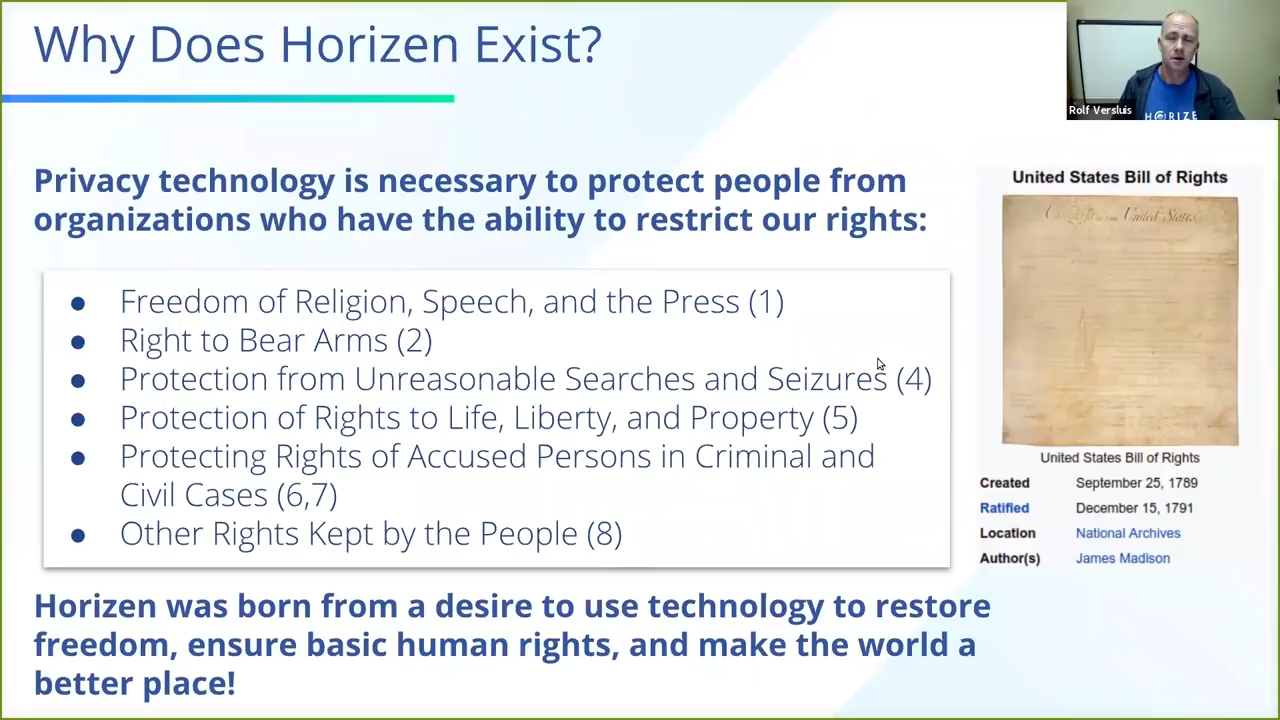 Why Does Horizen Exist?
Rolf Versluis
HORIZE
Privacy technology is necessary to protect people from
organizations who have the ability to restrict our rights:
● Freedom of Religion, Speech, and the Press (1)
● Right to Bear Arms (2)
● Protection from Unreasonable Searches and Seizures (4)
● Protection of Rights to Life, Liberty, and Property (5)
● Protecting Rights of Accused Persons in Criminal and
Civil Cases (6,7)
● Other Rights Kept by the People (8)
Horizen was born from a desire to use technology to restore
freedom, ensure basic human rights, and make the world a
better place!
United States Bill of Rights
United States
United States Bill of Rights
Created September 25, 1789
Ratified December 15, 1791
Location National Archives
Author(s) James Madison